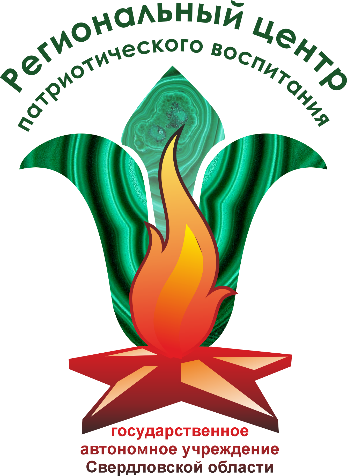 Региональный центр
патриотического воспитания
государственное
автономное учреждение
Свердловской области